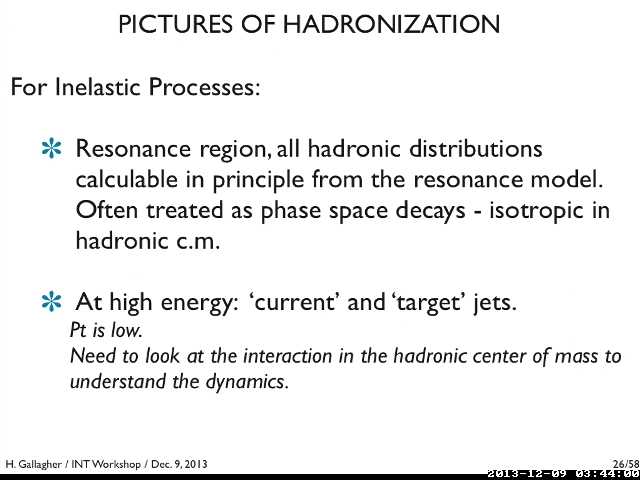 PICTURES OF HADRONIZATION
For Inelastic Processes:
* Resonance region, all hadronic distributions
calculable in principle from the resonance model.
Often treated as phase space decays - isotropic in
hadronic c.m.
* At high energy: ‘current’ and ‘target’ jets.
Pt is low.
Need to look at the interaction in the hadronic center of mass to
understand the dynamics.
H. Gallagher / INT Workshop / Dec. 9, 2013
26/58
2013-12-09 03:44:00